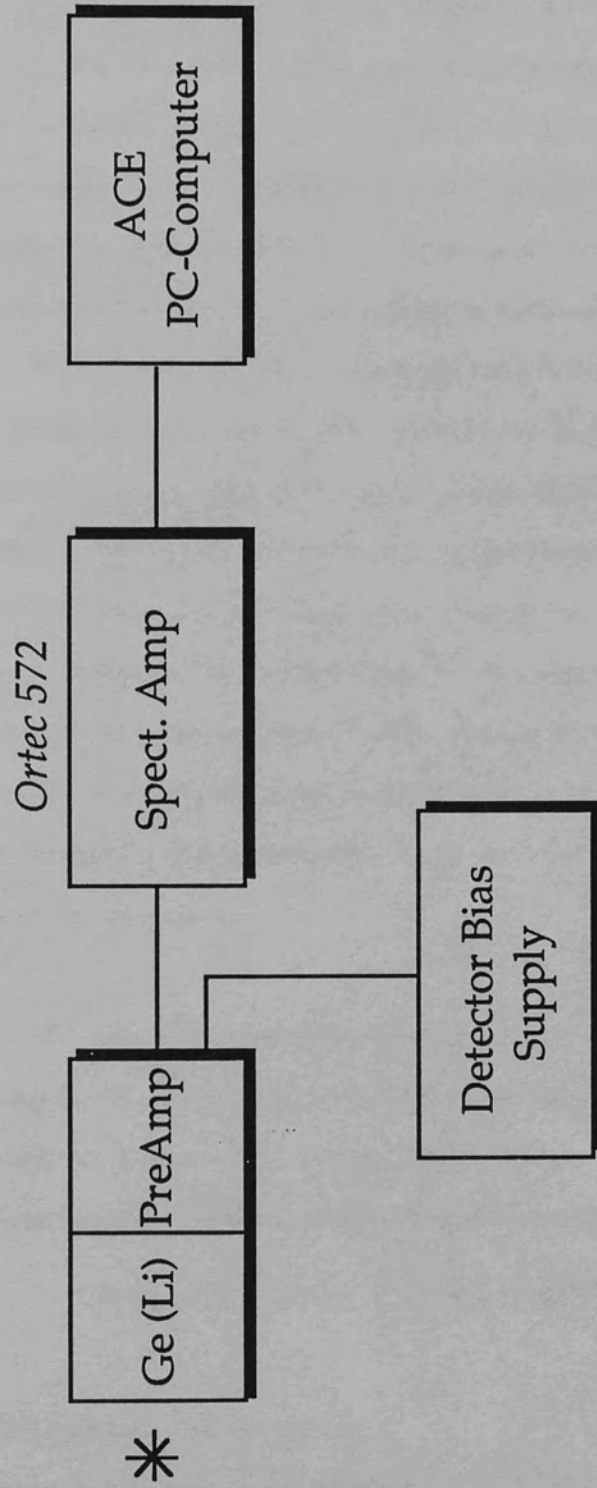 Ortec 572
Ge (Li)
PreAmp
Spect. Amp
ACE
PC-Computer
Detector Bias
Supply